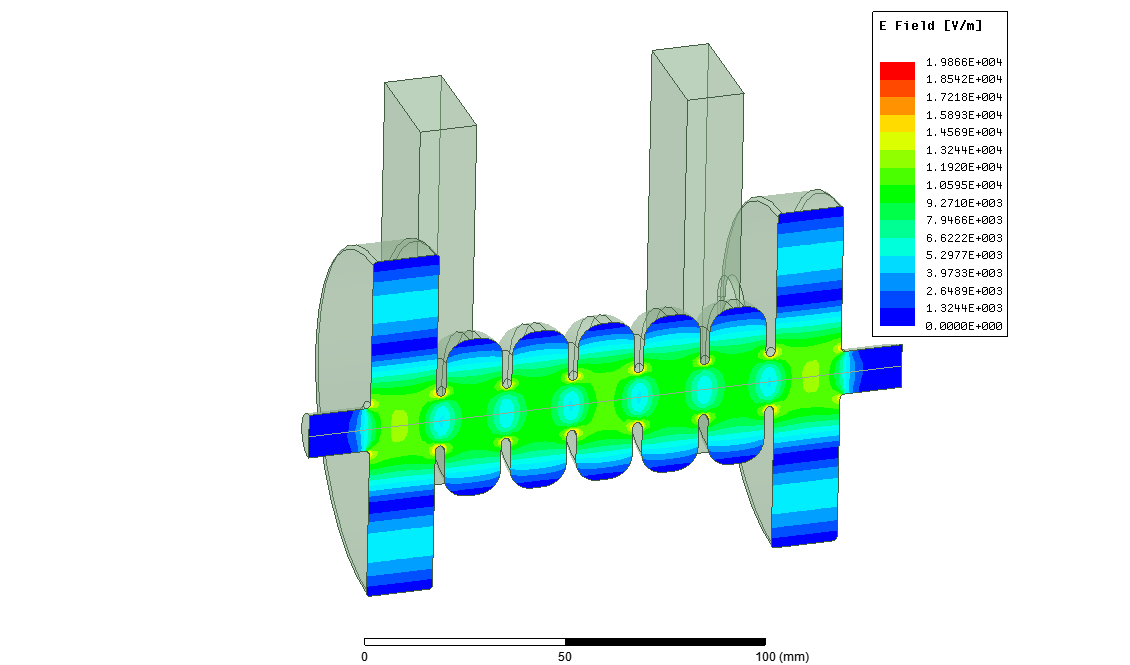 E Field [V/m]
1.9866E+004
1.8542E+004
1.7218E+004
1.5893E+004
1.4569E+004
1.3244E+004
1.1920E+004
1.0595E+004
9.2710E+003
7.9466E+003
6.6222E+003
5.2977E+003
3.9733E+003
2.6489E+003
1.3244E+003
0.0000E+000
0 50 100 (mm)